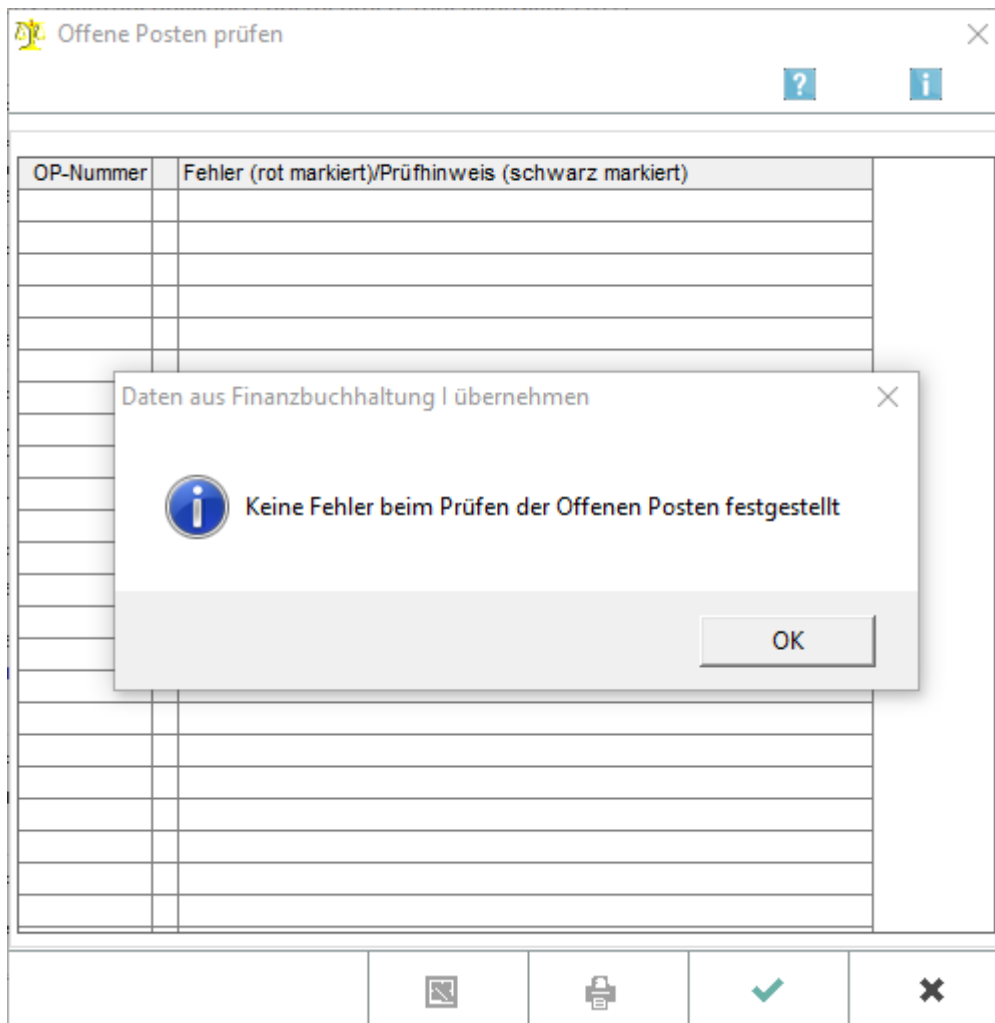 Offene Posten prüfen
?
i
OP-Nummer
Fehler (rot markiert)/Prüfhinweis (schwarz markiert)
Daten aus Finanzbuchhaltung I übernehmen
Keine Fehler beim Prüfen der Offenen Posten festgestellt
OK